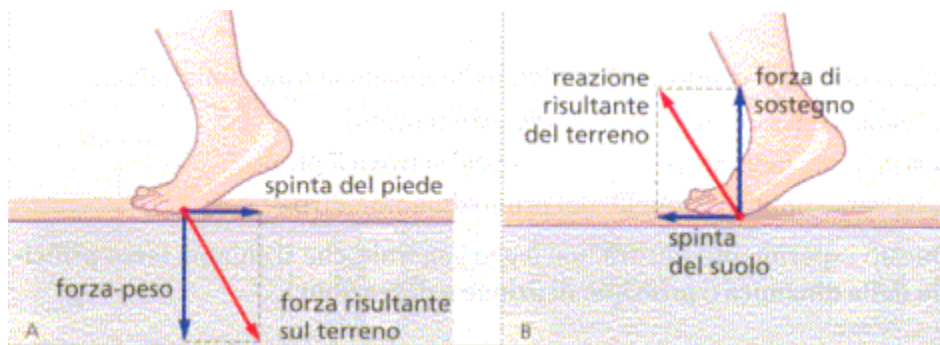 spinta del piede
forza-peso
forza risultante
sul terreno
A
reazione
risultante
del terreno
forza di
sostegno
spinta
del suolo
B